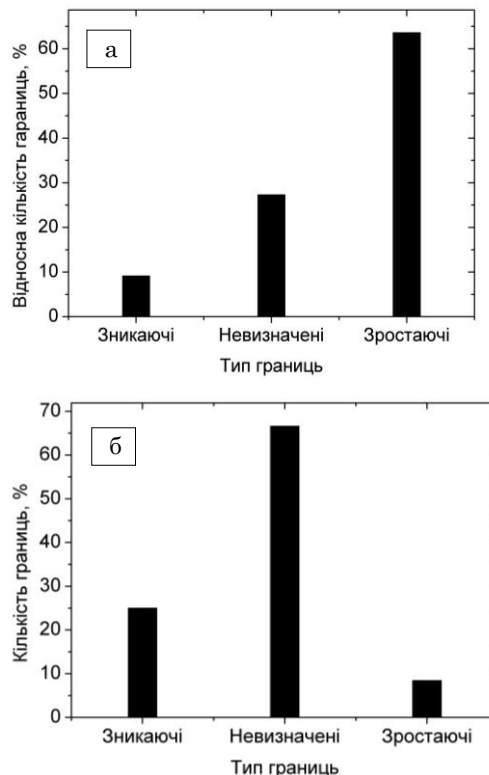 а
Відносна кількість гараниць, %
60
50
40
30
20
10
0
Зникаючі Невизначені Зростаючі
Тип границь
б
Кількість границь, %
70
60
50
40
30
20
10
0
Зникаючі Невизначені Зростаючі
Тип границь